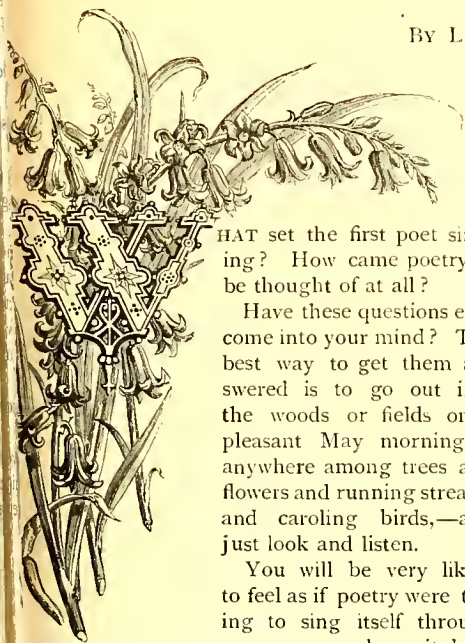 By L
WHAT set the first poet si
ing? How came poetry
be thought of at all?
Have these questions e
come into your mind? T
best way to get them a
swered is to go out i
the woods or fields o
pleasant May morning
anywhere among trees a
flowers and running strea
and caroling birds,—a
just look and listen.
You will be very lik
to feel as if poetry were t
ing to sing itself throu